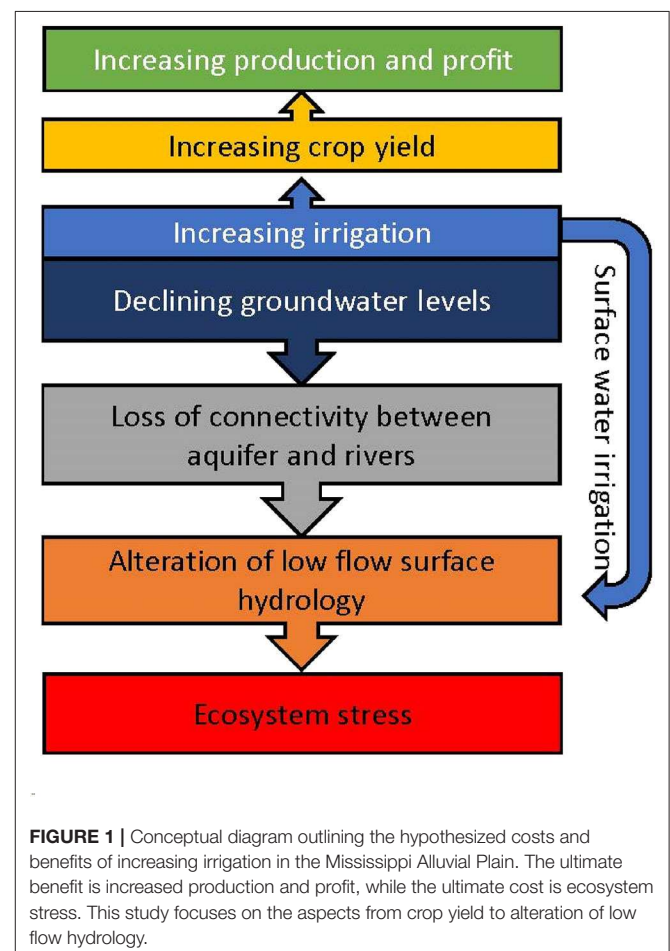 Increasing production and profit
Increasing crop yield
Increasing irrigation
Declining groundwater levels
Surface water irrigation
Loss of connectivity between
aquifer and rivers
Alteration of low flow surface
hydrology
Ecosystem stress
FIGURE 1 | Conceptual diagram outlining the hypothesized costs and
benefits of increasing irrigation in the Mississippi Alluvial Plain. The ultimate
benefit is increased production and profit, while the ultimate cost is ecosystem
stress. This study focuses on the aspects from crop yield to alteration of low
flow hydrology.